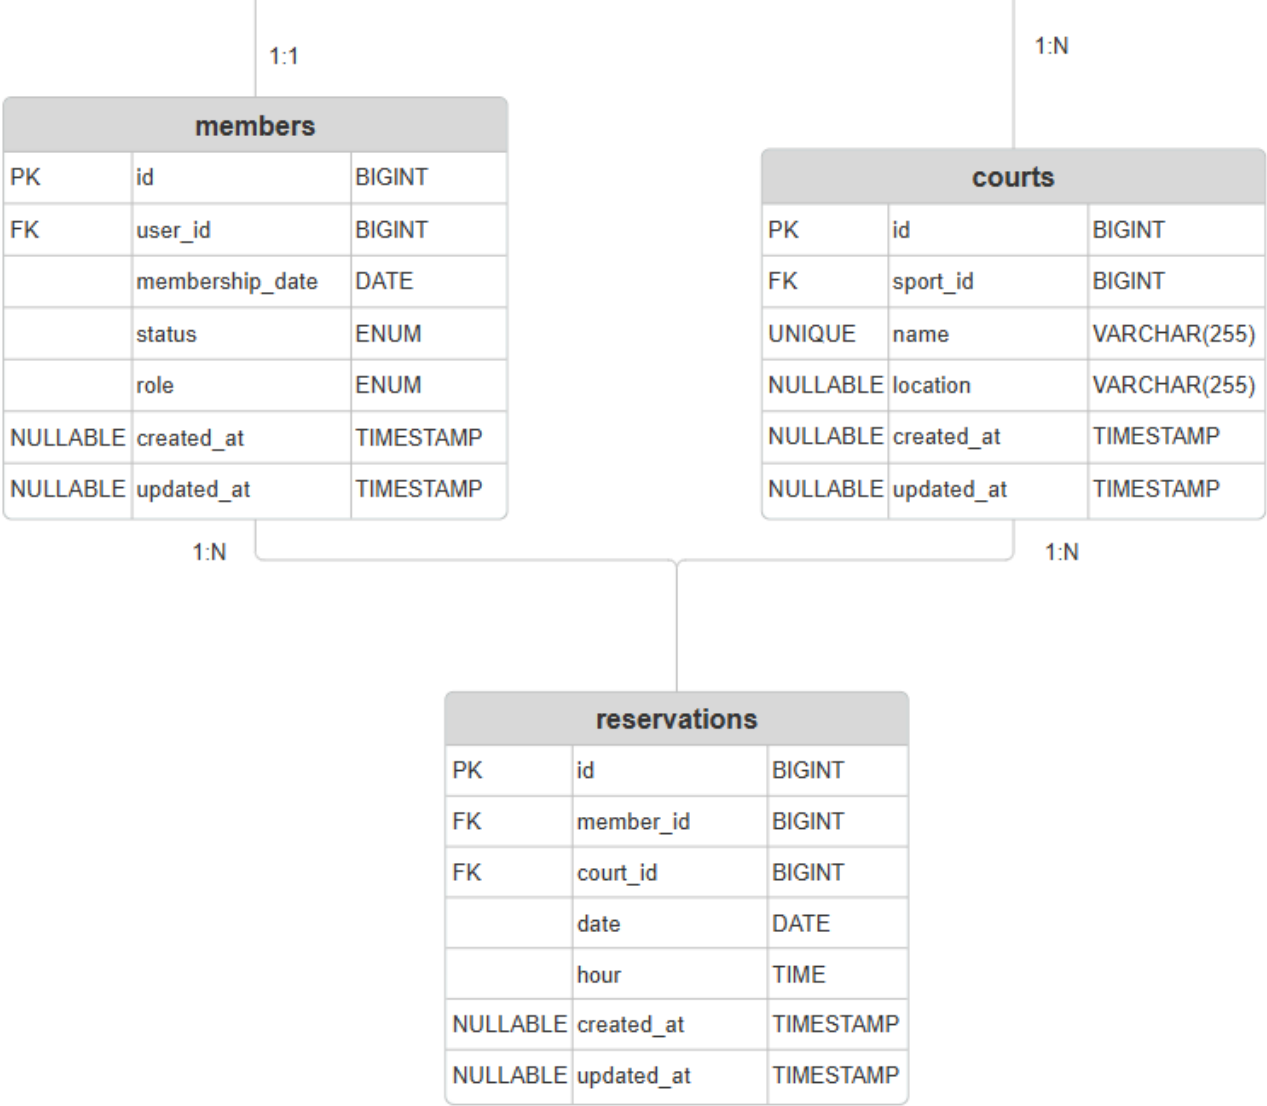 1:1
1:N
members
PK id BIGINT
FK user_id BIGINT
membership_date DATE
status ENUM
role ENUM
NULLABLE created_at TIMESTAMP
NULLABLE updated_at TIMESTAMP
courts
PK id BIGINT
FK sport_id BIGINT
UNIQUE name VARCHAR(255)
NULLABLE location VARCHAR(255)
NULLABLE created_at TIMESTAMP
NULLABLE updated_at TIMESTAMP
1:N
1:N
reservations
PK id BIGINT
FK member_id BIGINT
FK court_id BIGINT
date DATE
hour TIME
NULLABLE created_at TIMESTAMP
NULLABLE updated_at TIMESTAMP